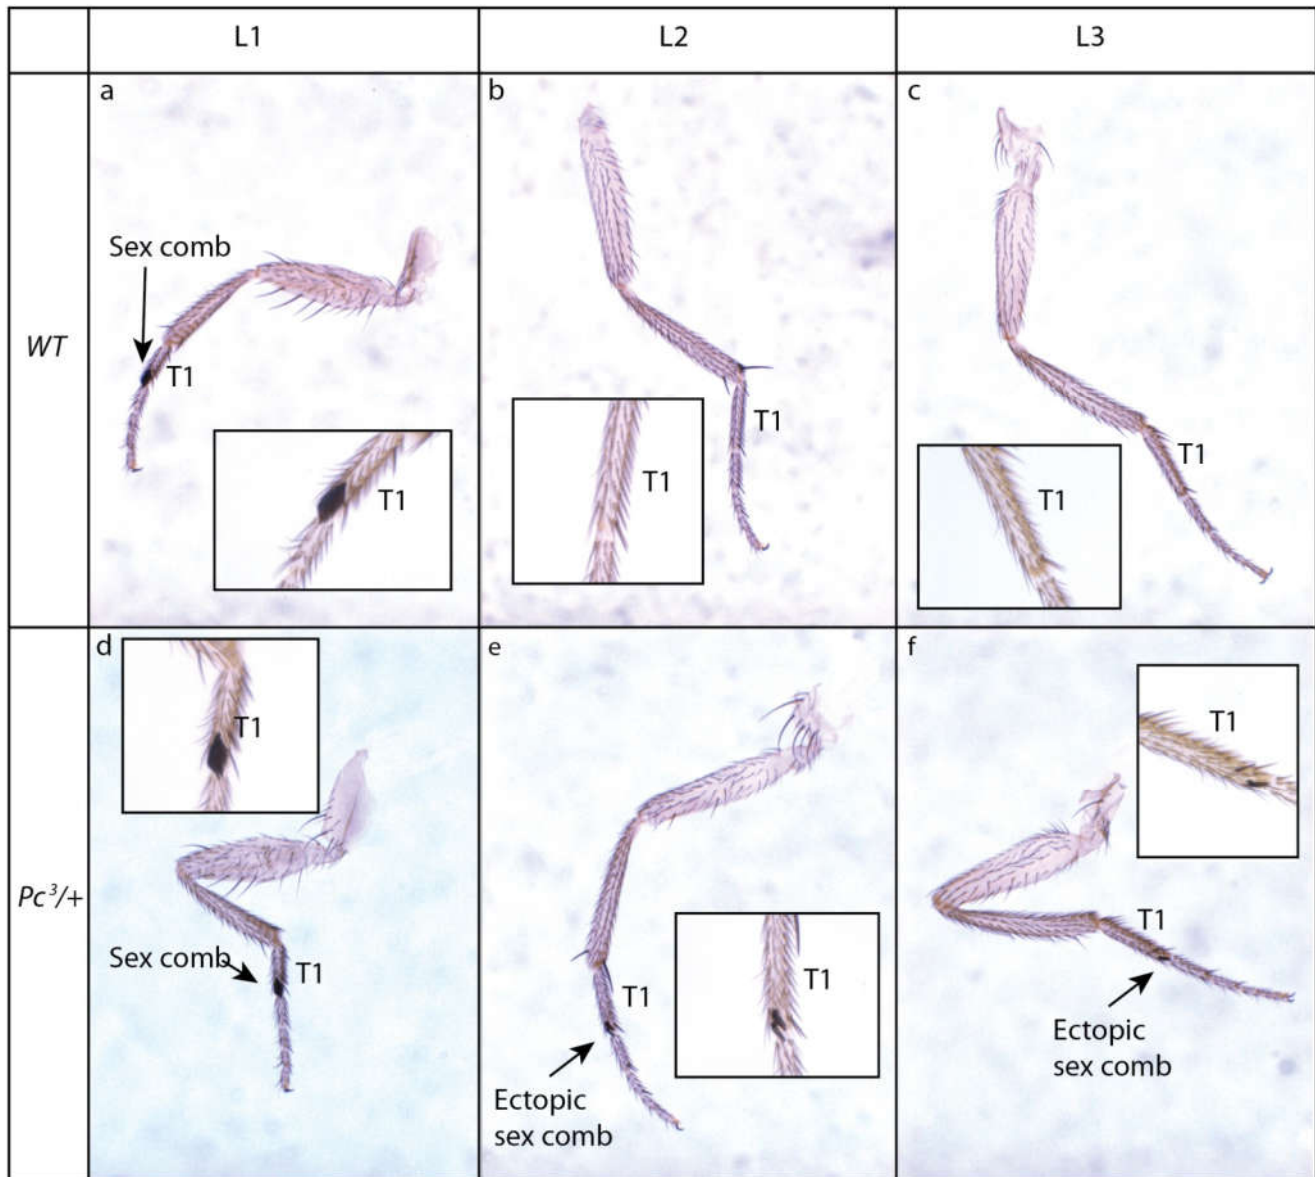 L1
L2
L3
WT
a
Sex comb
T1
T1
b
T1
T1
c
T1
T1
Pc³/+
d
T1
Sex comb
T1
e
T1
T1
Ectopic
sex comb
f
T1
T1
Ectopic
sex comb